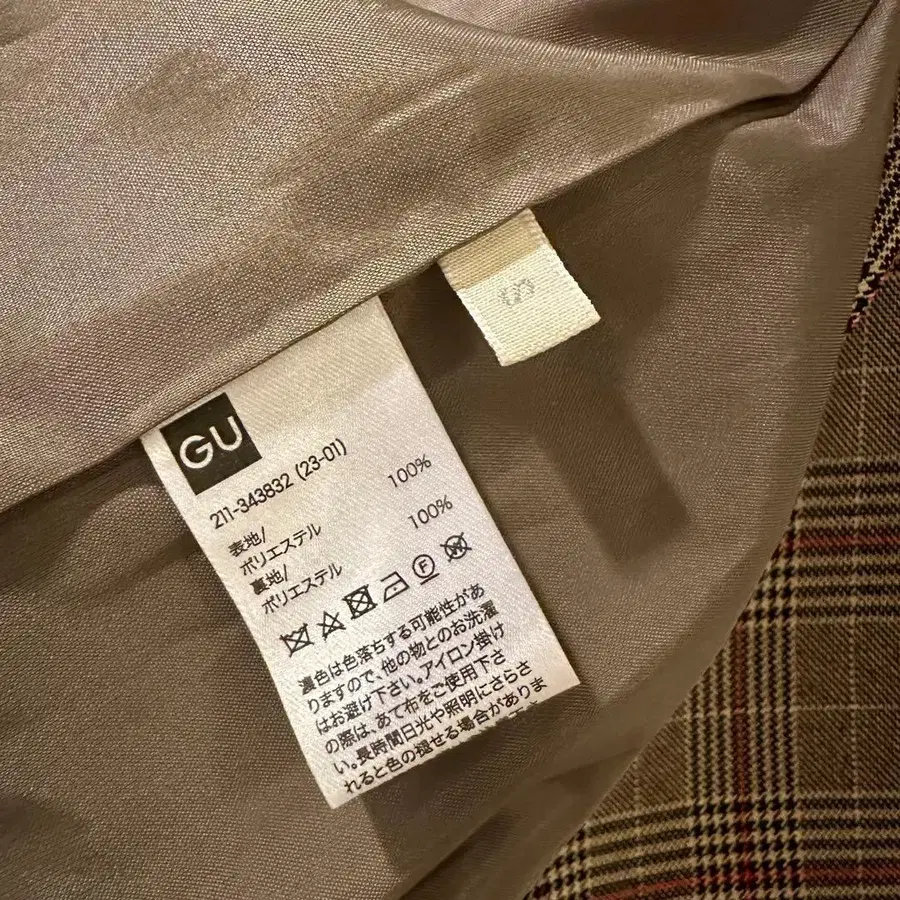 S
GU
211-343832 (23-01)
表地/
ポリエステル 100%
裏地/
ポリエステル 100%
F W
濃色は色落ちする可能性があ
りますので、他の物とのお洗濯
はお避け下さい。アイロン掛け
の際は、あて布をご使用下さ
い。長時間日光や照明にさらさ
れると色の褪せる場合がありま